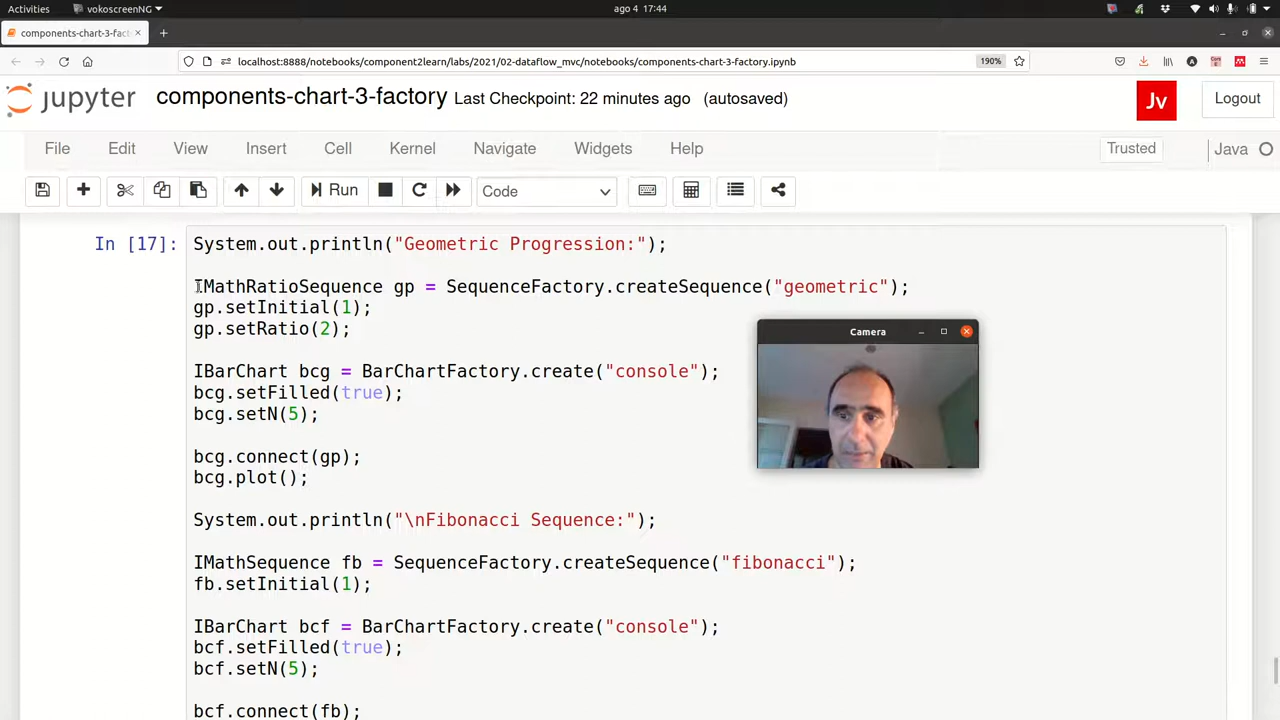 Activities
vokoscreenNG
ago 4 17:44
components-chart-3-fact
localhost:8888/notebooks/component2learn/labs/2021/02-dataflow_mvc/notebooks/components-chart-3-factory.ipynb
190%
jupyter
components-chart-3-factory Last Checkpoint: 22 minutes ago (autosaved)
Jv
Logout
File Edit View Insert Cell Kernel Navigate Widgets Help
Trusted
Java
Run
Code
In [17]:
System.out.println("Geometric Progression:");
IMathRatioSequence gp = SequenceFactory.createSequence("geometric");
gp.setInitial(1);
gp.setRatio(2);
IBarChart bcg = BarChartFactory.create("console");
bcg.setFilled(true);
bcg.setN(5);
bcg.connect(gp);
bcg.plot();
Camera
System.out.println("\nFibonacci Sequence:");
IMathSequence fb = SequenceFactory.createSequence("fibonacci");
fb.setInitial(1);
IBarChart bcf = BarChartFactory.create("console");
bcf.setFilled(true);
bcf.setN(5);
bcf.connect(fb);